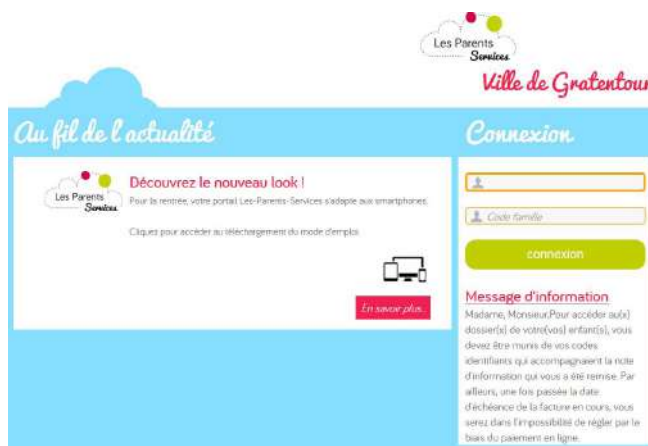 Les Parents
Services
Ville de Gratentour
Au fil de l'actualité
Connexion
Les Parents
Services
Découvrez le nouveau look !
Pour la rentrée, votre portail Les-Parents-Services s'adapte aux smartphones.
Cliquez pour accéder au téléchargement du mode d'emploi
En savoir plus...
Code famille
connexion
Message d'information
Madame, Monsieur,Pour accéder au(x)
dossier(s) de votre(vos) enfant(s), vous
devez être munis de vos codes
identifiants qui accompagnaient la note
d'information qui vous a été remise. Par
ailleurs, une fois passée la date
d'échéance de la facture en cours, vous
serez dans l'impossibilité de régler par le
biais du paiement en ligne.